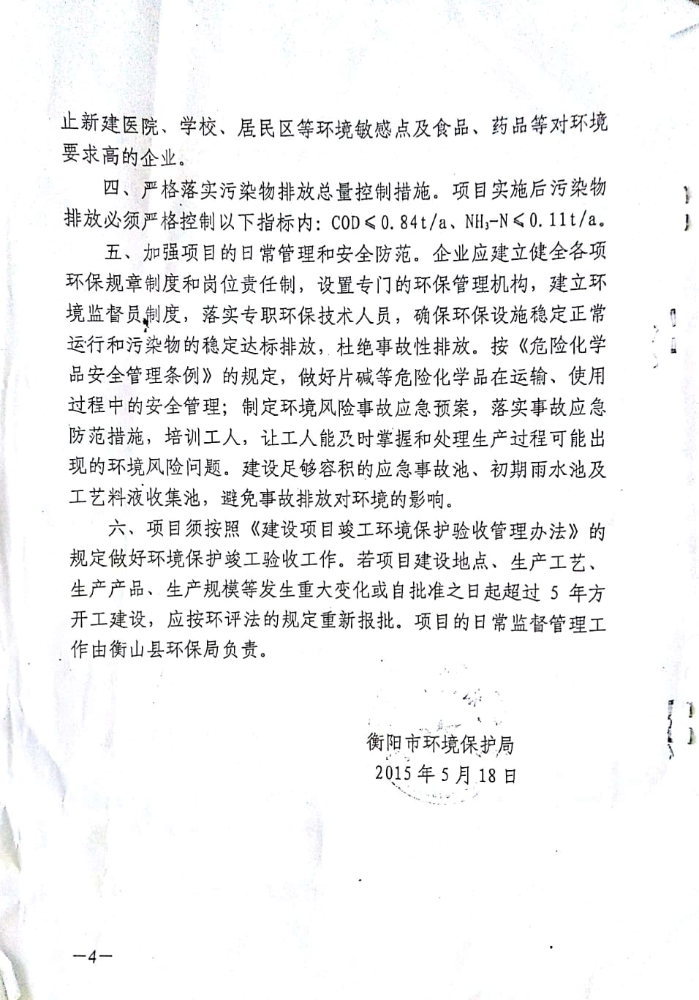 止新建医院、学校、居民区等环境敏感点及食品、药品等对环境
要求高的企业。
四、严格落实污染物排放总量控制措施。项目实施后污染物
排放必须严格控制以下指标内：COD≤0.84t/a、NH₃-N≤0.11t/a。
五、加强项目的日常管理和安全防范。企业应建立健全各项
环保规章制度和岗位责任制，设置专门的环保管理机构，建立环
境监督员制度，落实专职环保技术人员，确保环保设施稳定正常
运行和污染物的稳定达标排放，杜绝事故性排放。按《危险化学
品安全管理条例》的规定，做好片碱等危险化学品在运输、使用
过程中的安全管理；制定环境风险事故应急预案，落实事故应急
防范措施，培训工人，让工人能及时掌握和处理生产过程可能出
现的环境风险问题。建设足够容积的应急事故池、初期雨水池及
工艺料液收集池，避免事故排放对环境的影响。
六、项目须按照《建设项目竣工环境保护验收管理办法》的
规定做好环境保护竣工验收工作。若项目建设地点、生产工艺、
生产产品、生产规模等发生重大变化或自批准之日起超过 5 年方
开工建设，应按环评法的规定重新报批。项目的日常监督管理工
作由衡山县环保局负责。
衡阳市环境保护局
2015 年 5 月 18 日
—4—